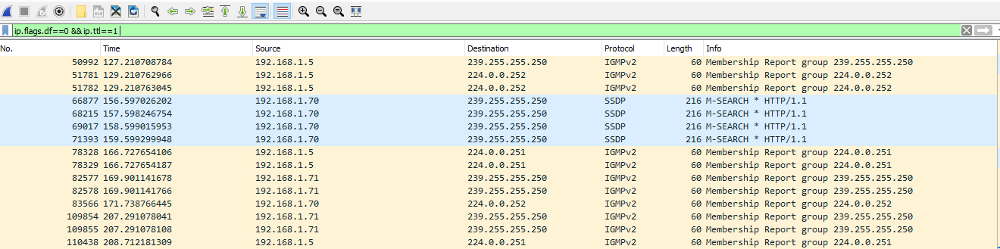 ip.flags.df==0 &&ip.ttl==1
No. Time Source Destination Protocol Length Info
50992 127.210708784 192.168.1.5 239.255.255.250 IGMPv2 60 Membership Report group 239.255.255.250
51781 129.210762966 192.168.1.5 224.0.0.252 IGMPv2 60 Membership Report group 224.0.0.252
51782 129.210763045 192.168.1.5 224.0.0.252 IGMPv2 60 Membership Report group 224.0.0.252
66877 156.597026202 192.168.1.70 239.255.255.250 SSDP 216 M-SEARCH * HTTP/1.1
68215 157.598246754 192.168.1.70 239.255.255.250 SSDP 216 M-SEARCH * HTTP/1.1
69017 158.599015953 192.168.1.70 239.255.255.250 SSDP 216 M-SEARCH * HTTP/1.1
71393 159.599299948 192.168.1.70 239.255.255.250 SSDP 216 M-SEARCH * HTTP/1.1
78328 166.727654106 192.168.1.5 224.0.0.251 IGMPv2 60 Membership Report group 224.0.0.251
78329 166.727654187 192.168.1.5 224.0.0.251 IGMPv2 60 Membership Report group 224.0.0.251
82577 169.901141678 192.168.1.71 239.255.255.250 IGMPv2 60 Membership Report group 239.255.255.250
82578 169.901141766 192.168.1.71 239.255.255.250 IGMPv2 60 Membership Report group 239.255.255.250
83566 171.738766445 192.168.1.70 224.0.0.252 IGMPv2 60 Membership Report group 224.0.0.252
109854 207.291078041 192.168.1.71 239.255.255.250 IGMPv2 60 Membership Report group 239.255.255.250
109855 207.291078108 192.168.1.71 239.255.255.250 IGMPv2 60 Membership Report group 239.255.255.250
110438 208.712181309 192.168.1.5 224.0.0.251 IGMPv2 60 Membership Report group 224.0.0.251